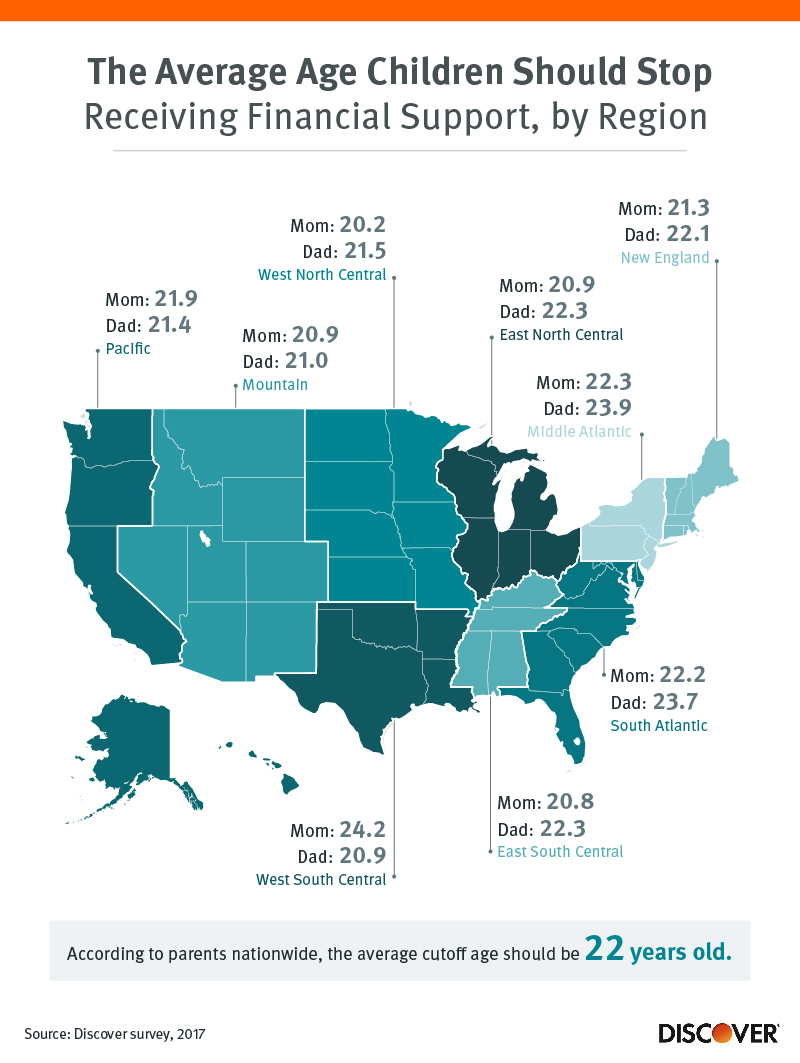 The Average Age Children Should Stop
Receiving Financial Support, by Region
Mom: 21.3
Dad: 22.1
New England
Mom: 20.2
Dad: 21.5
West North Central
Mom: 20.9
Dad: 22.3
East North Central
Mom: 21.9
Dad: 21.4
Pacific
Mom: 20.9
Dad: 21.0
Mountain
Mom: 22.3
Dad: 23.9
Middle Atlantic
Mom: 22.2
Dad: 23.7
South Atlantic
Mom: 20.8
Dad: 22.3
East South Central
Mom: 24.2
Dad: 20.9
West South Central
According to parents nationwide, the average cutoff age should be 22 years old.
Source: Discover survey, 2017
DISCOVER